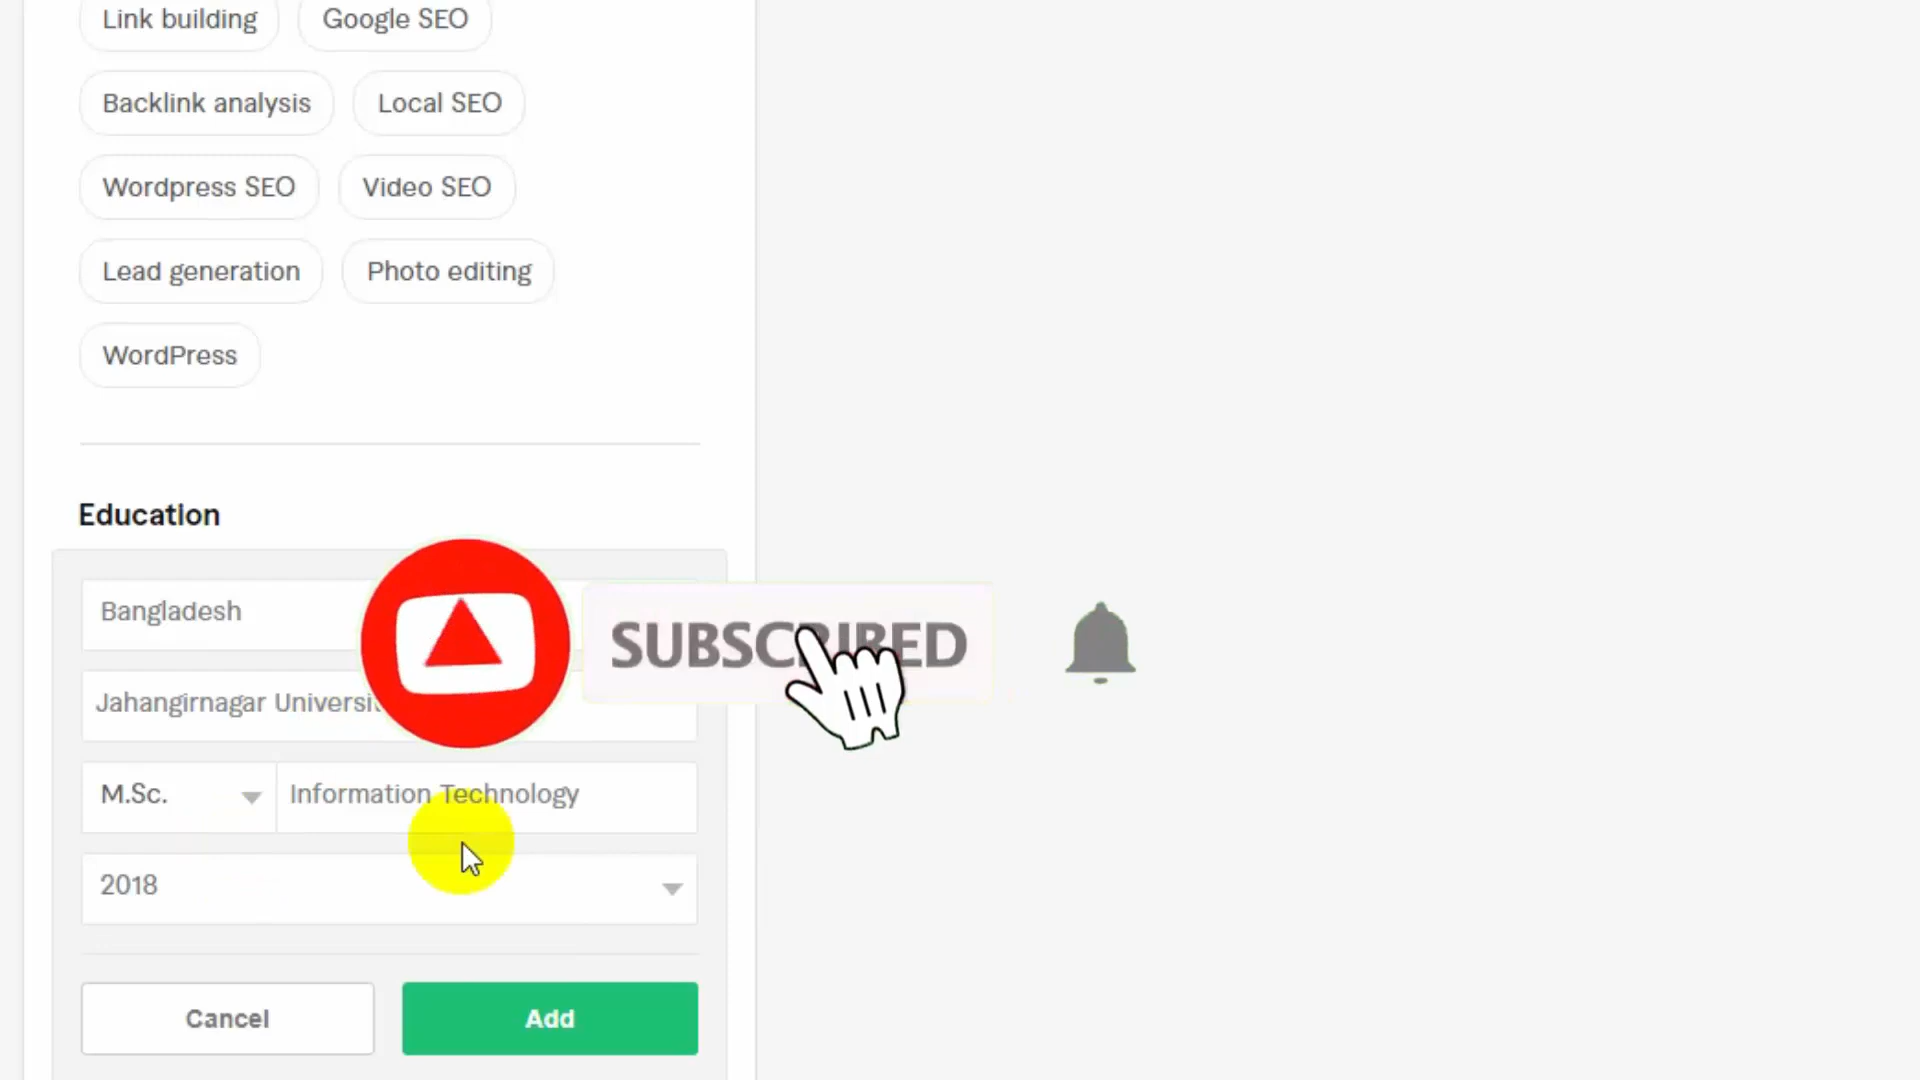 Link building
Google SEO
Backlink analysis
Local SEO
Wordpress SEO
Video SEO
Lead generation
Photo editing
WordPress
Education
Bangladesh
SUBSCRIBED
Jahangirnagar
M.Sc.
Information Technology
2018
Cancel
Add